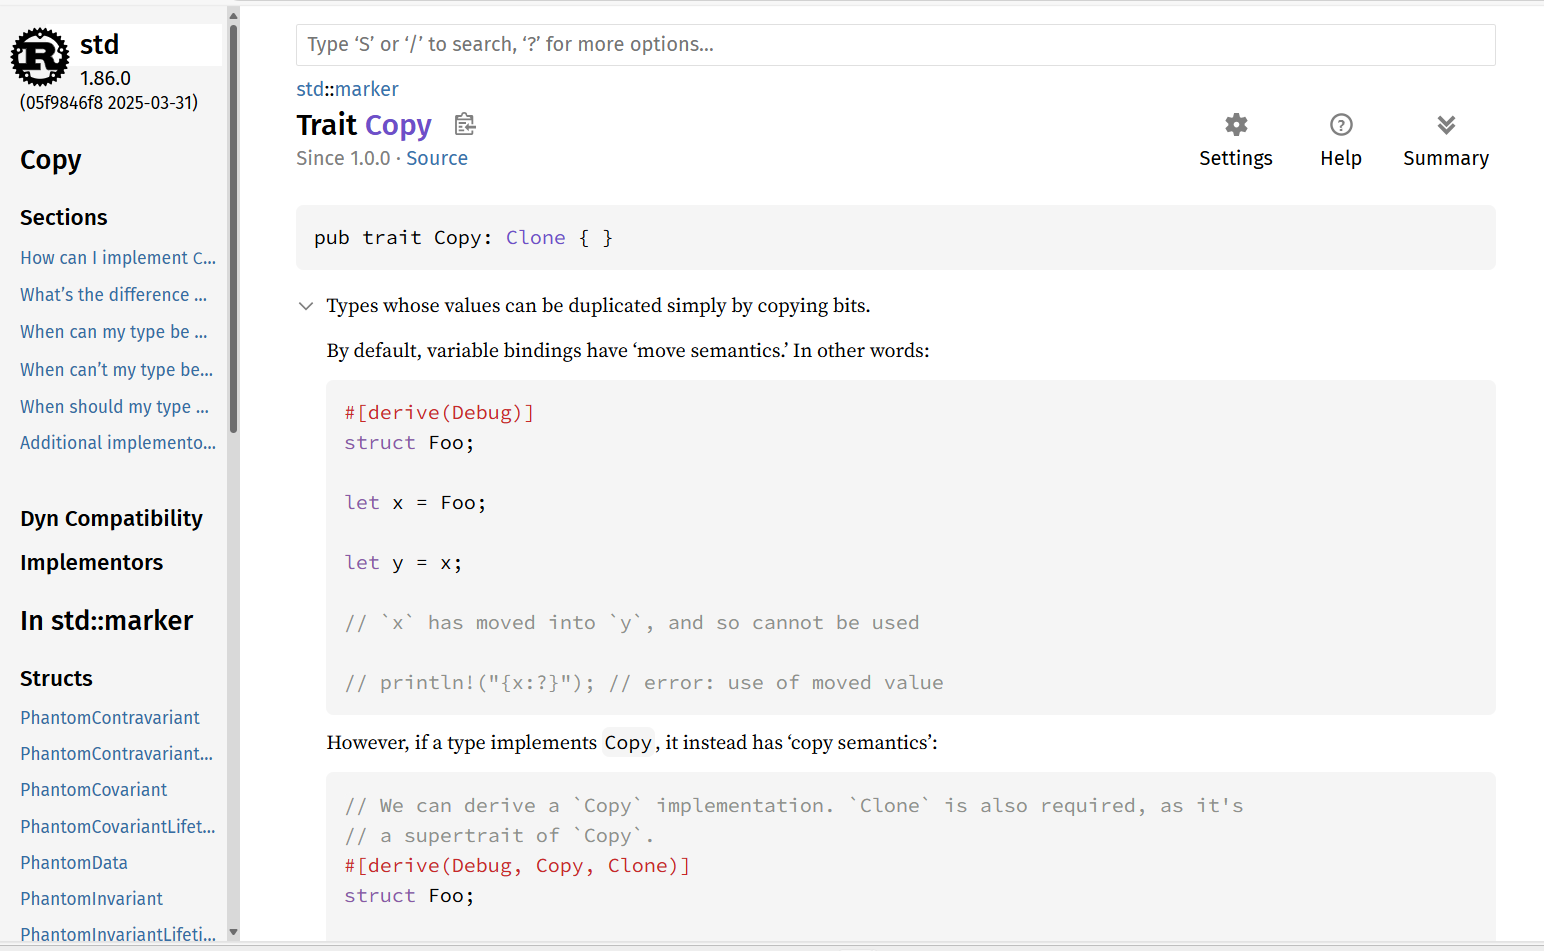 std
1.86.0
(05f9846f8 2025-03-31)
Copy
Sections
How can I implement C...
What’s the difference ...
When can my type be ...
When can’t my type be...
When should my type ...
Additional implemento...
Dyn Compatibility
Implementors
In std::marker
Structs
PhantomContravariant
PhantomContravariant...
PhantomCovariant
PhantomCovariantLifet...
PhantomData
PhantomInvariant
PhantomInvariantLifeti...
Type ‘S’ or ‘/’ to search, ‘?’ for more options...
std::marker
Trait Copy
Since 1.0.0 · Source
Settings
Help
Summary
pub trait Copy: Clone { }
Types whose values can be duplicated simply by copying bits.
By default, variable bindings have ‘move semantics.’ In other words:
#[derive(Debug)]
struct Foo;
let x = Foo;
let y = x;
// `x` has moved into `y`, and so cannot be used
// println!("{x:?}"); // error: use of moved value
However, if a type implements Copy, it instead has ‘copy semantics’:
// We can derive a `Copy` implementation. `Clone` is also required, as it's
// a supertrait of `Copy`.
#[derive(Debug, Copy, Clone)]
struct Foo;